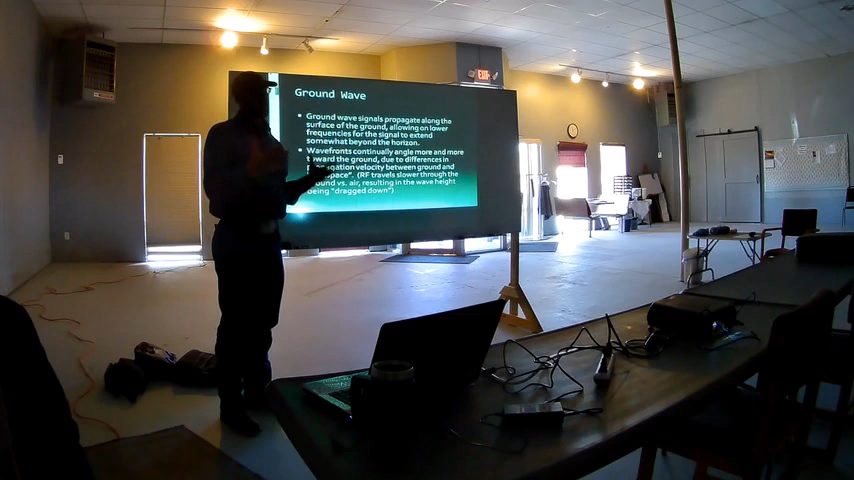 EXIT
Ground Wave
• Ground wave signals propagate along the
surface of the ground, allowing on lower
frequencies for the signal to extend
somewhat beyond the horizon.
• Wavefronts continually angle more and more
toward the ground, due to differences in
velocity between ground and
(RF travels slower through the
vs. air, resulting in the wave height
being "dragged down")